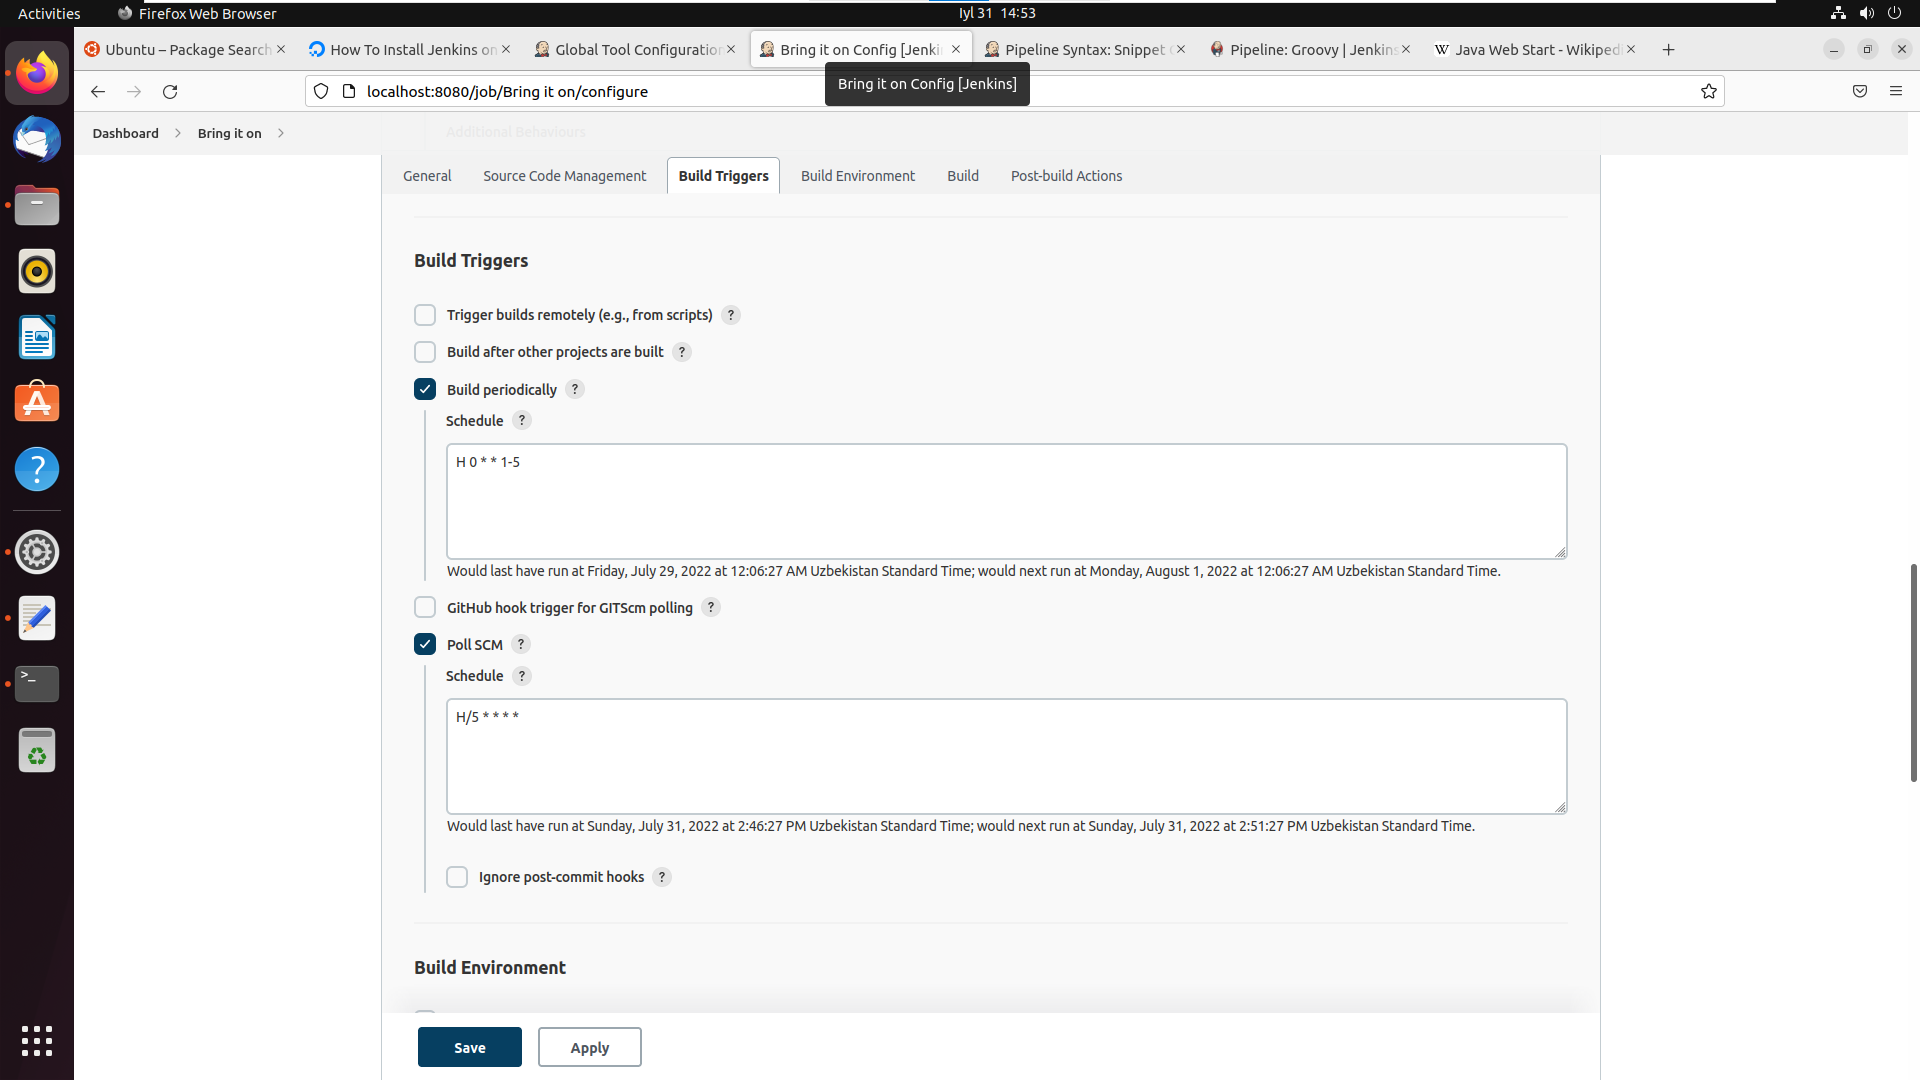 Activities
Firefox Web Browser
Iyl 31 14:53
Ubuntu – Package Search
How To Install Jenkins on
Global Tool Configuration
Bring it on Config [Jenki
Pipeline Syntax: Snippet G
Pipeline: Groovy | Jenkins
Java Web Start - Wikipedi
localhost:8080/job/Bring it on/configure
Bring it on Config [Jenkins]
Dashboard
Bring it on
Additional Behaviours
General
Source Code Management
Build Triggers
Build Environment
Build
Post-build Actions
Build Triggers
Trigger builds remotely (e.g., from scripts) ?
Build after other projects are built ?
Build periodically ?
Schedule ?
H 0 * * 1-5
Would last have run at Friday, July 29, 2022 at 12:06:27 AM Uzbekistan Standard Time; would next run at Monday, August 1, 2022 at 12:06:27 AM Uzbekistan Standard Time.
GitHub hook trigger for GITScm polling ?
Poll SCM ?
Schedule ?
H/5 * * * *
Would last have run at Sunday, July 31, 2022 at 2:46:27 PM Uzbekistan Standard Time; would next run at Sunday, July 31, 2022 at 2:51:27 PM Uzbekistan Standard Time.
Ignore post-commit hooks ?
Build Environment
Save
Apply